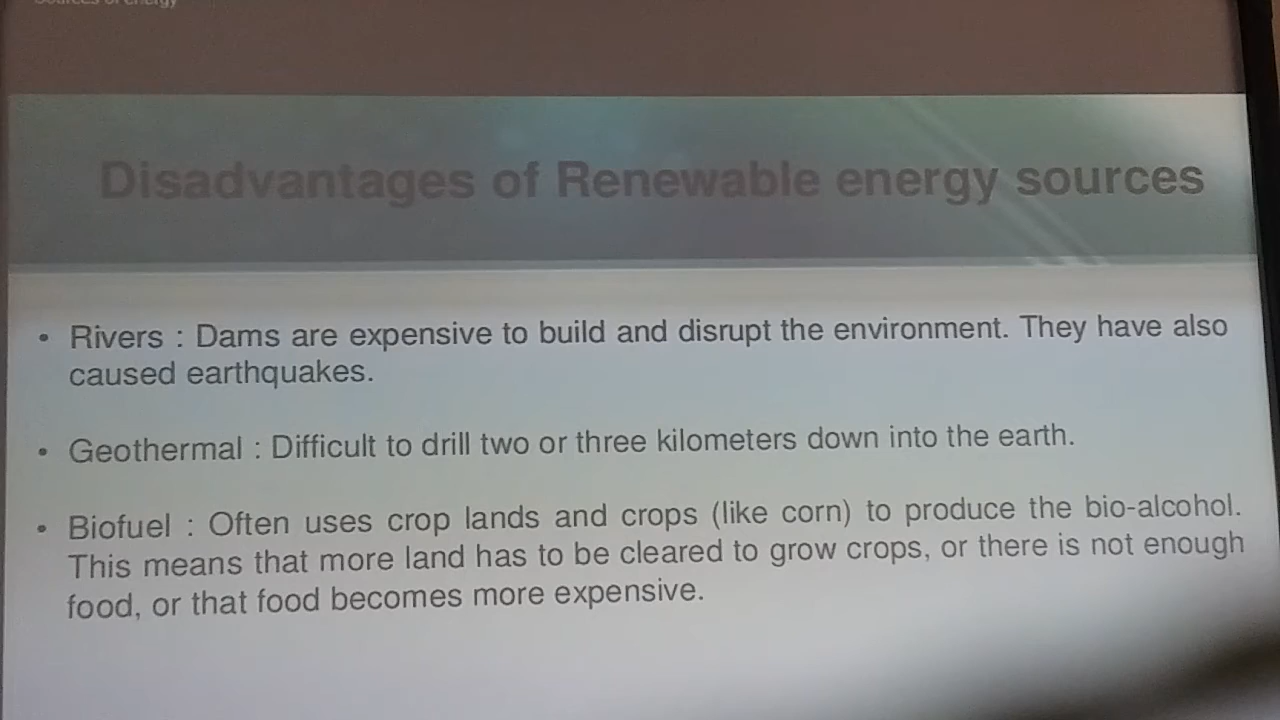 Sources of energy
Disadvantages of Renewable energy sources
• Rivers : Dams are expensive to build and disrupt the environment. They have also
caused earthquakes.
• Geothermal : Difficult to drill two or three kilometers down into the earth.
• Biofuel : Often uses crop lands and crops (like corn) to produce the bio-alcohol.
This means that more land has to be cleared to grow crops, or there is not enough
food, or that food becomes more expensive.